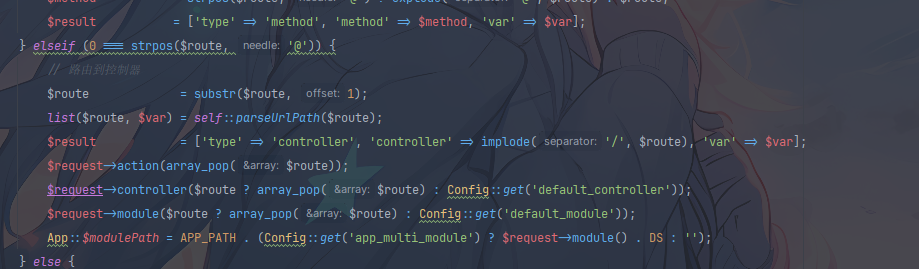 $result = ['type' => 'method', 'method' => $method, 'var' => $var];
} elseif (0 === strpos($route, needle: '@')) {
// 路由到控制器
$route = substr($route, offset: 1);
list($route, $var) = self::parseUrlPath($route);
$result = ['type' => 'controller', 'controller' => implode( separator: '/', $route), 'var' => $var];
$request->action(array_pop( &array: $route));
$request->controller($route ? array_pop( &array: $route) : Config::get('default_controller'));
$request->module($route ? array_pop( &array: $route) : Config::get('default_module'));
App::$modulePath = APP_PATH . (Config::get('app_multi_module') ? $request->module() . DS : '');
} else {